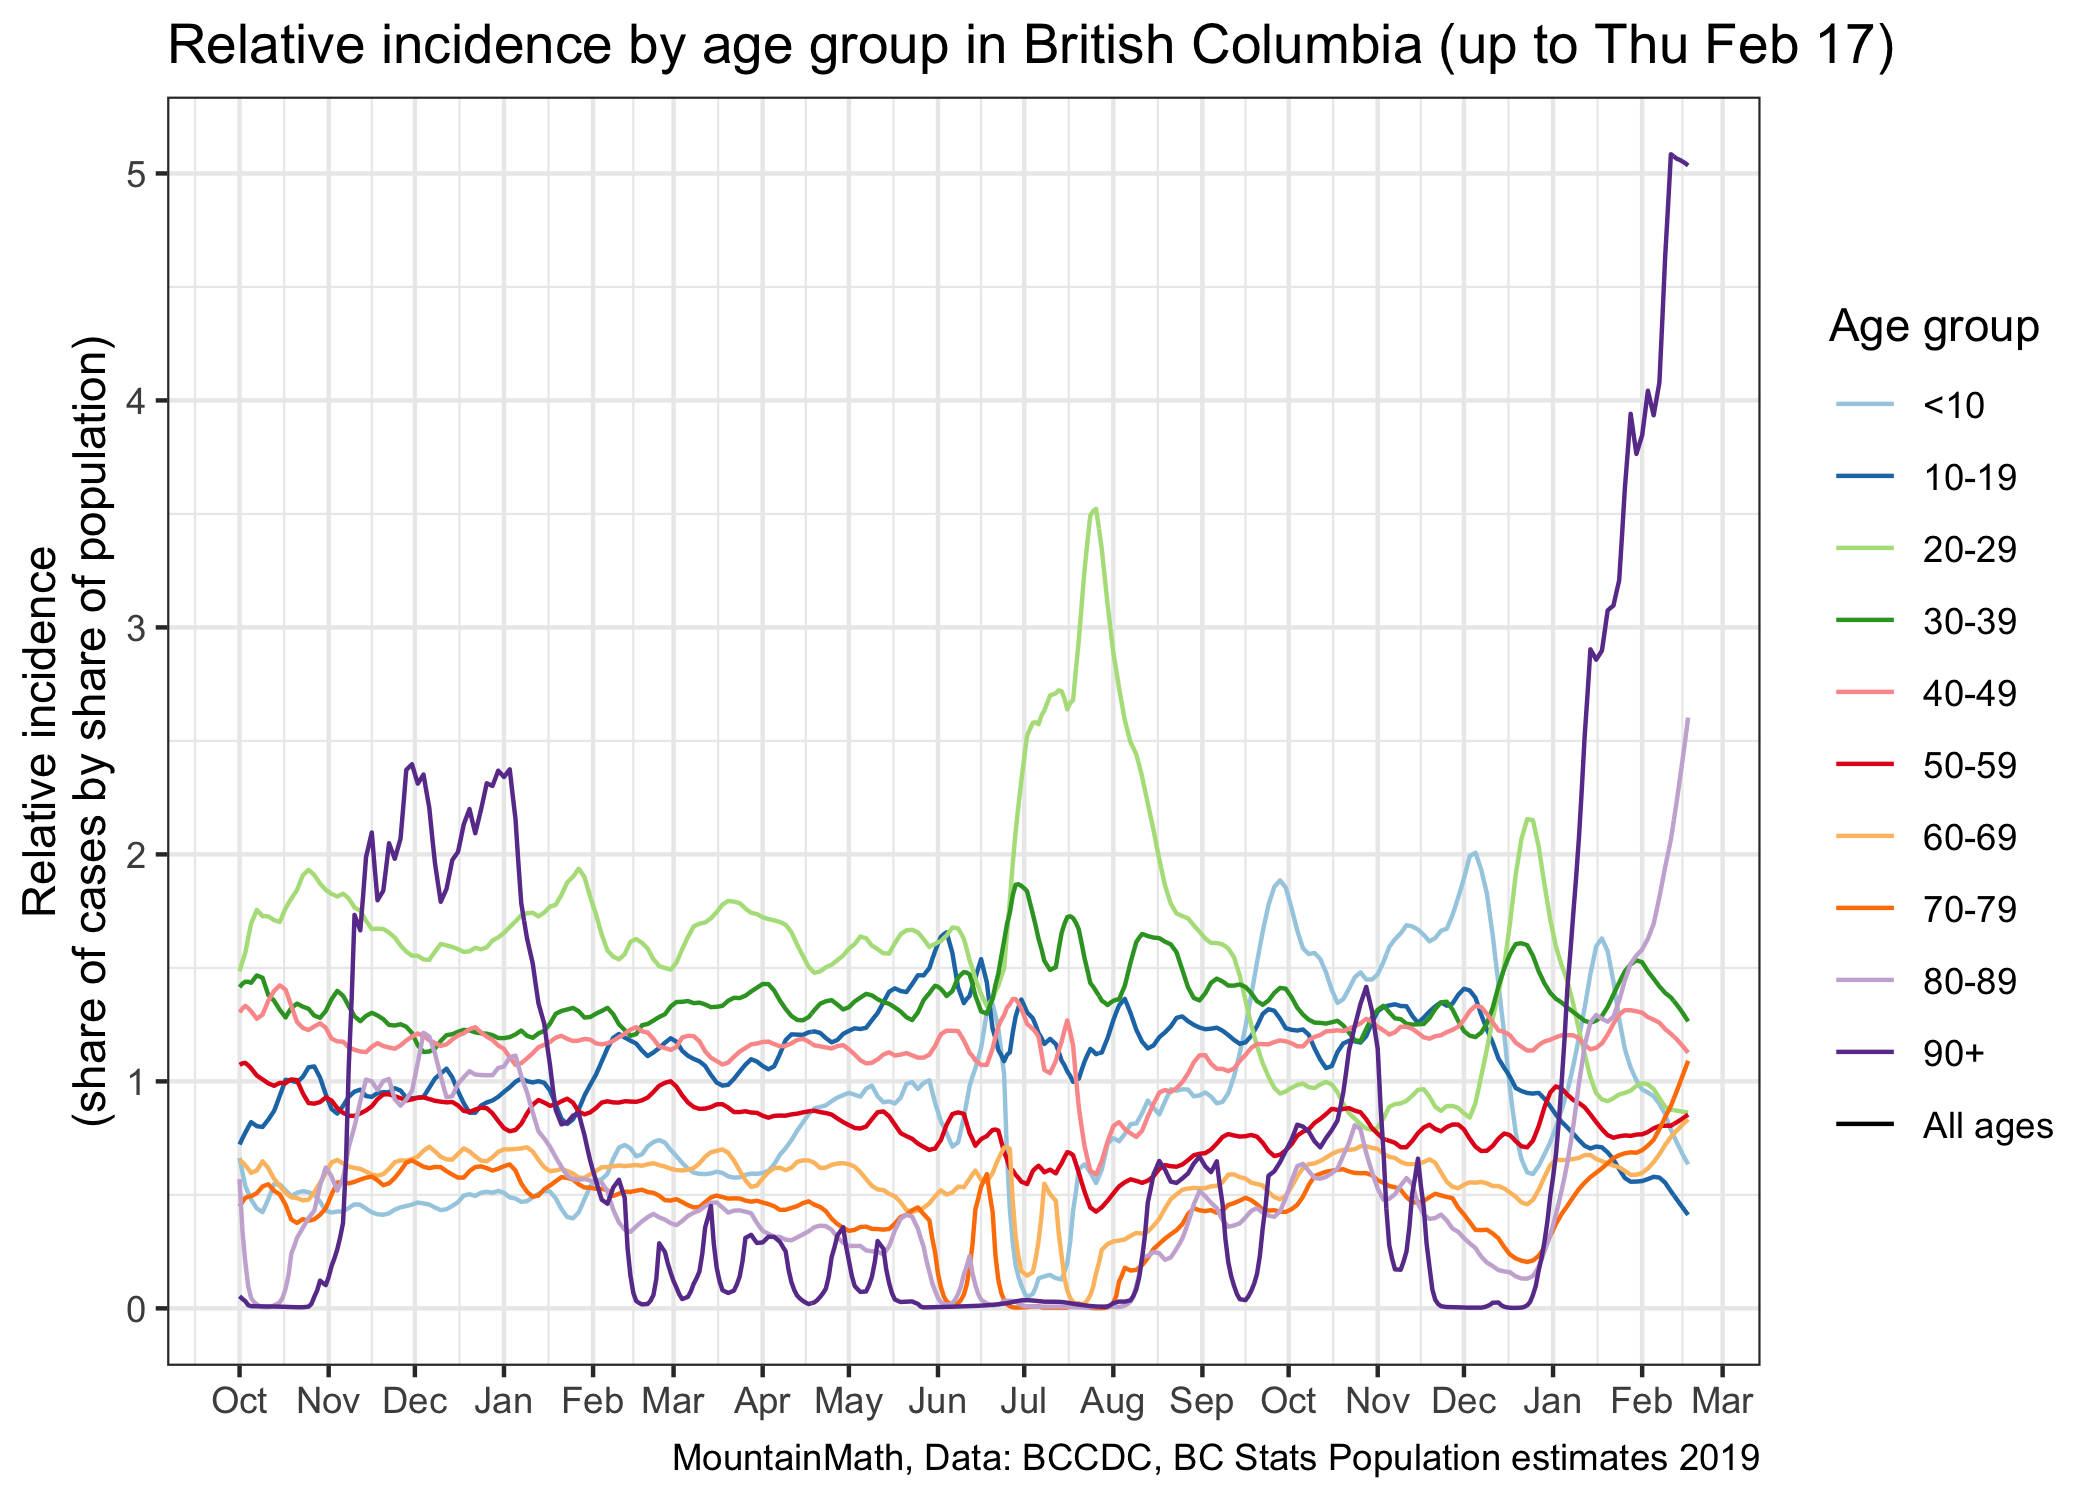 Relative incidence by age group in British Columbia (up to Thu Feb 17)
Relative incidence
(share of cases by share of population)
5
4
3
2
1
0
Oct Nov Dec Jan Feb Mar Apr May Jun Jul Aug Sep Oct Nov Dec Jan Feb Mar
Age group
<10
10-19
20-29
30-39
40-49
50-59
60-69
70-79
80-89
90+
All ages
MountainMath, Data: BCCDC, BC Stats Population estimates 2019